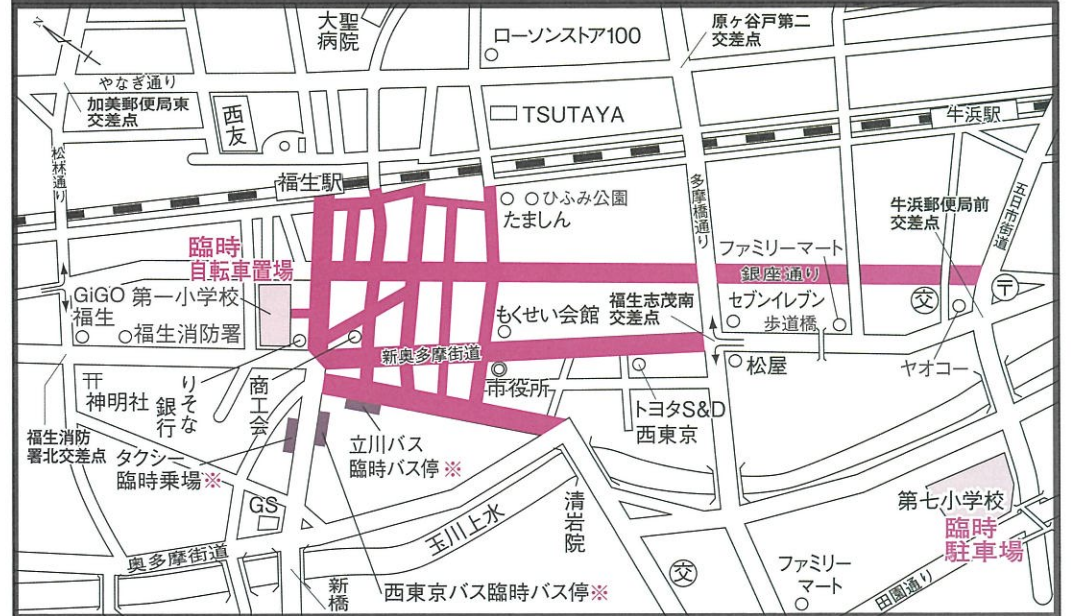 N
大聖
病院
ローソンストア100
原ヶ谷戸第二
交差点
やなぎ通り
加美郵便局東
交差点
西友
TSUTAYA
牛浜駅
松林通り
福生駅
ひふみ公園
たましん
多摩橋通り
牛浜郵便局前
交差点
五日市街道
臨時
自転車置場
ファミリーマート
銀座通り
GiGO
福生
第一小学校
福生消防署
もくせい会館
福生志茂南
交差点
セブンイレブン
歩道橋
交
〒
新奥多摩街道
松屋
ヤオコー
神明社
りそな
銀行
商工会
市役所
トヨタS&D
西東京
福生消防
署北交差点
タクシー
臨時乗場※
立川バス
臨時バス停※
GS
玉川上水
清岩院
第七小学校
臨時
駐車場
奥多摩街道
新橋
西東京バス臨時バス停※
交
ファミリー
マート
田園通り